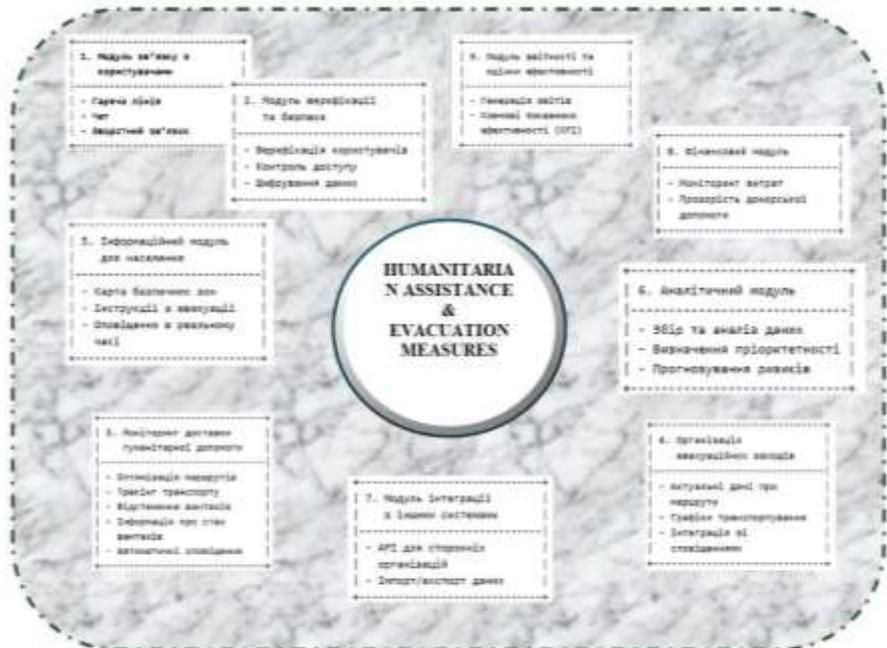 1. Модуль зв'язку з
користувачами
- Гаряча лінія
- Чат
- Зворотний зв'язок
2. Модуль верифікації
та безпеки
- Верифікація користувачів
- Контроль доступу
- Шифрування даних
9. Модуль звітності та
оцінки ефективності
- Генерація звітів
- Ключові показники
ефективності (KPI)
8. Фінансовий модуль
- Моніторинг витрат
- Прозорість донорської
допомоги
3. Інформаційний модуль
для населення
- Карта безпечних зон
- Інструкції з евакуації
- Оповіщення в реальному
часі
HUMANITARIA
N ASSISTANCE
&
EVACUATION
MEASURES
6. Аналітичний модуль
- Збір та аналіз даних
- Визначення пріоритетності
- Прогнозування ризиків
Моніторинг доставки
гуманітарної допомоги
- Оптимізація маршрутів
- Трекінг транспорту
- Відстеження вантажів
- Інформація про стан
вантажів
- Автоматичні сповіщення
7. Модуль інтеграції
з іншими системами
- API для сторонніх
організацій
- Імпорт/експорт даних
4. Організація
евакуаційних заходів
- Актуальні дані про
маршрути
- Графіки транспортування
- Інтеграція зі
сповіщеннями